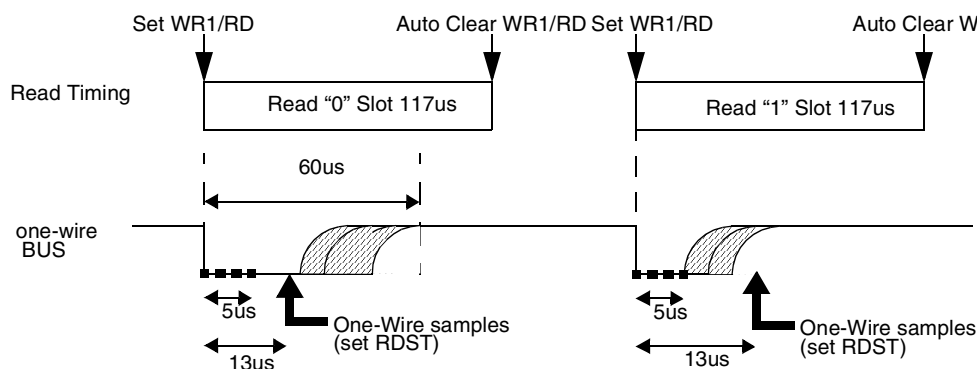 Set WR1/RD
Auto Clear WR1/RD
Set WR1/RD
Auto Clear W
Read Timing
Read “0” Slot 117us
Read “1” Slot 117us
60us
one-wire
BUS
5us
One-Wire samples
(set RDST)
13us
5us
One-Wire samples
(set RDST)
13us